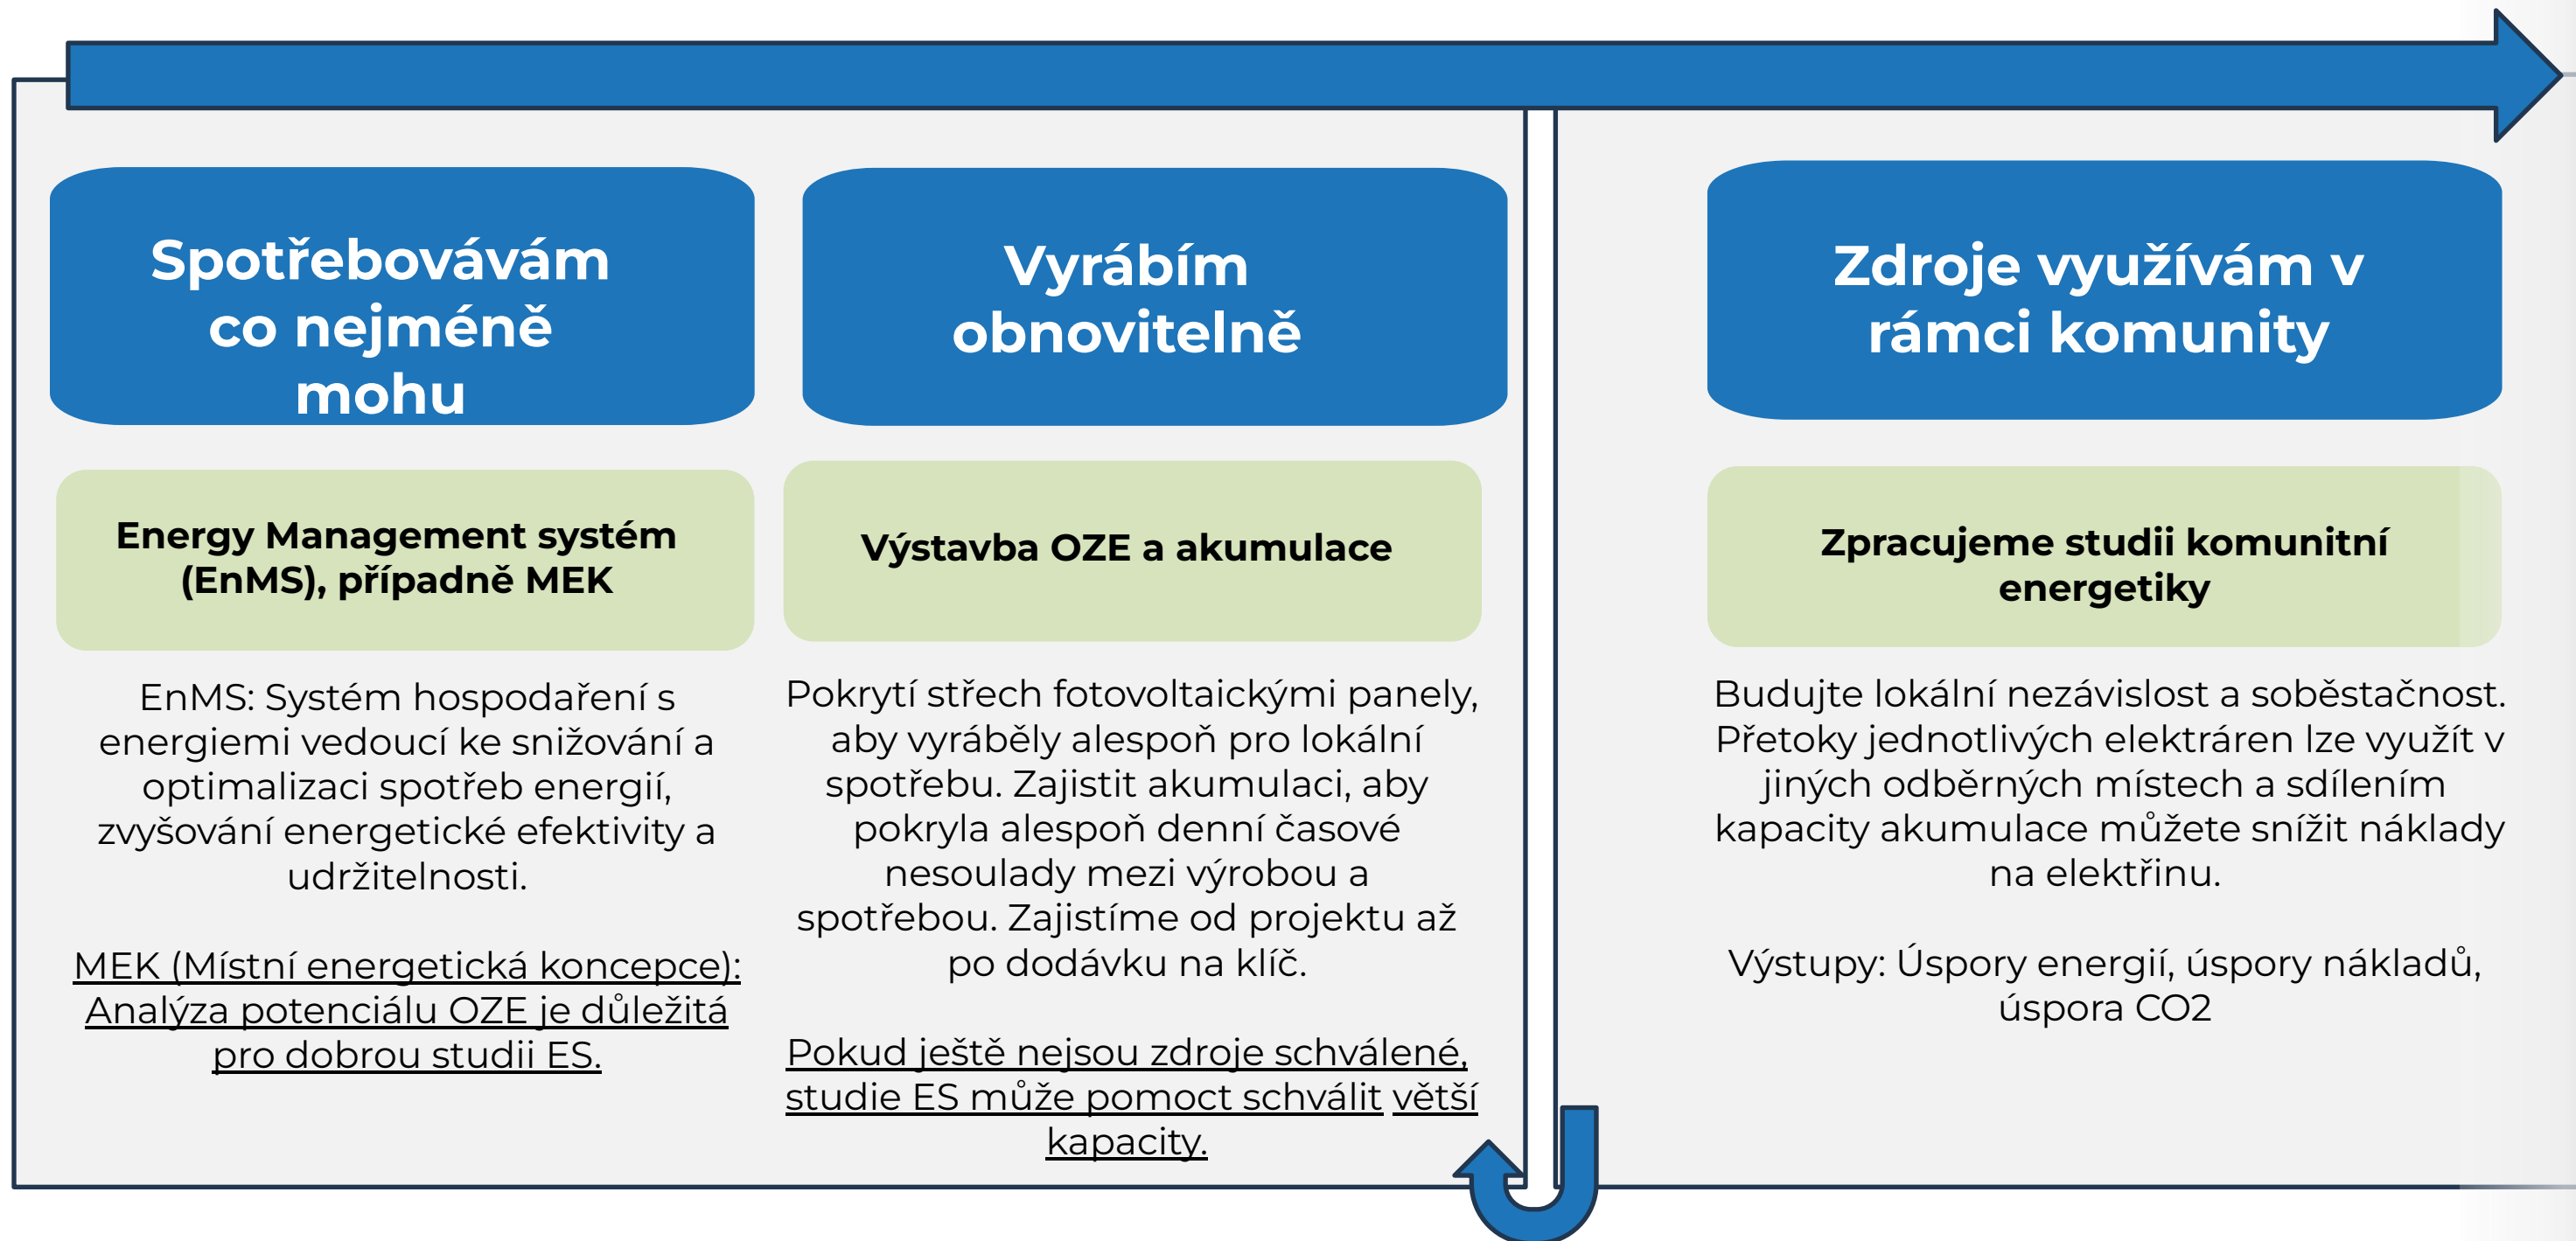 Spotřebovávám
co nejméně
mohu
Energy Management systém
(EnMS), případně MEK
EnMS: Systém hospodaření s
energiemi vedoucí ke snižování a
optimalizaci spotřeb energií,
zvyšování energetické efektivity a
udržitelnosti.
MEK (Místní energetická koncepce):
Analýza potenciálu OZE je důležitá
pro dobrou studii ES.
Vyrábím
obnovitelně
Výstavba OZE a akumulace
Pokrytí střech fotovoltaickými panely,
aby vyráběly alespoň pro lokální
spotřebu. Zajistit akumulaci, aby
pokryla alespoň denní časové
nesoulady mezi výrobou a
spotřebou. Zajistíme od projektu až
po dodávku na klíč.
Pokud ještě nejsou zdroje schválené,
studie ES může pomoct schválit větší
kapacity.
Zdroje využívám v
rámci komunity
Zpracujeme studii komunitní
energetiky
Budujte lokální nezávislost a soběstačnost.
Přetoky jednotlivých elektráren lze využít v
jiných odběrných místech a sdílením
kapacity akumulace můžete snížit náklady
na elektřinu.
Výstupy: Úspory energií, úspory nákladů,
úspora CO2